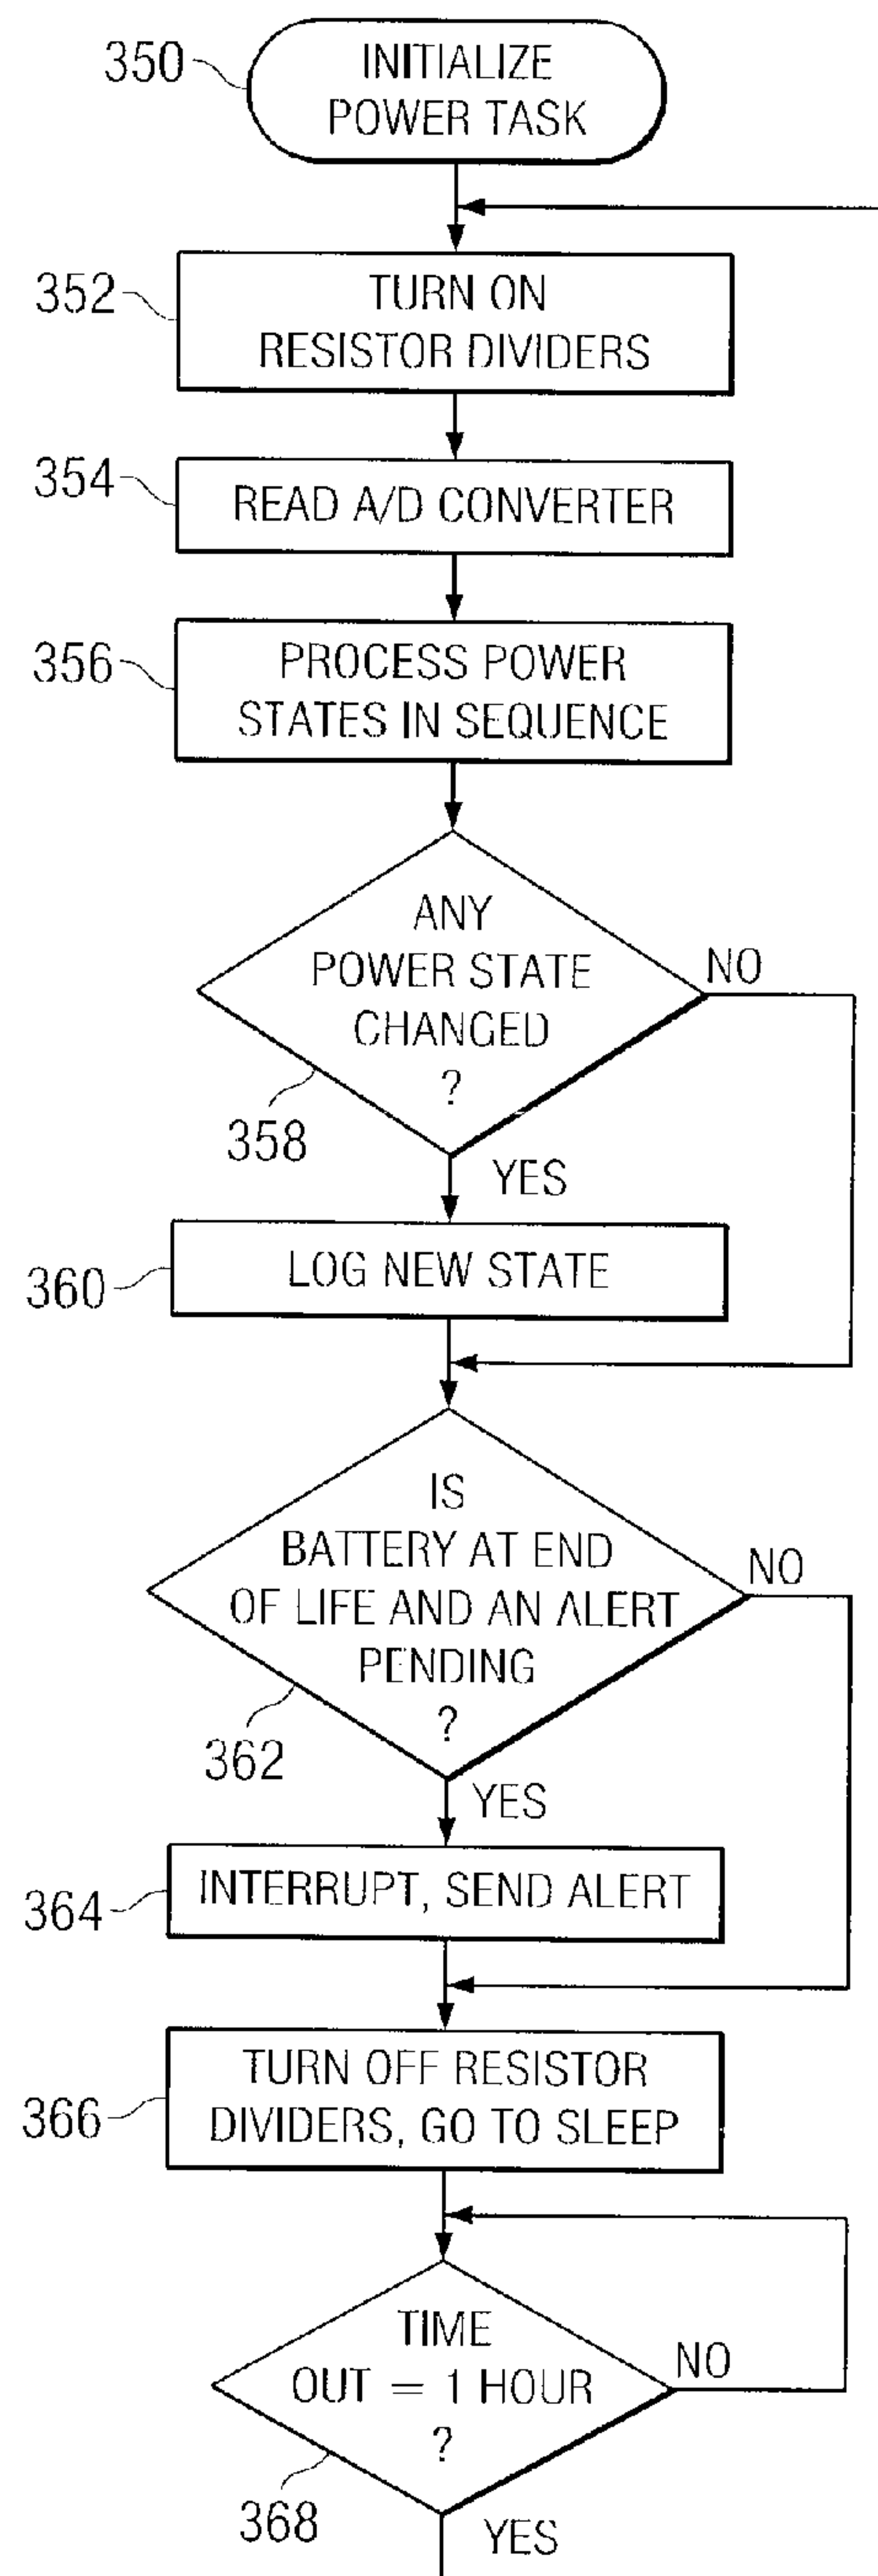 350
INITIALIZE
POWER TASK
352
TURN ON
RESISTOR DIVIDERS
354
READ A/D CONVERTER
356
PROCESS POWER
STATES IN SEQUENCE
ANY
POWER STATE
CHANGED
?
NO
358
YES
360
LOG NEW STATE
IS
BATTERY AT END
OF LIFE AND AN ALERT
PENDING
?
NO
362
YES
364
INTERRUPT, SEND ALERT
366
TURN OFF RESISTOR
DIVIDERS, GO TO SLEEP
TIME
OUT = 1 HOUR
?
NO
368
YES